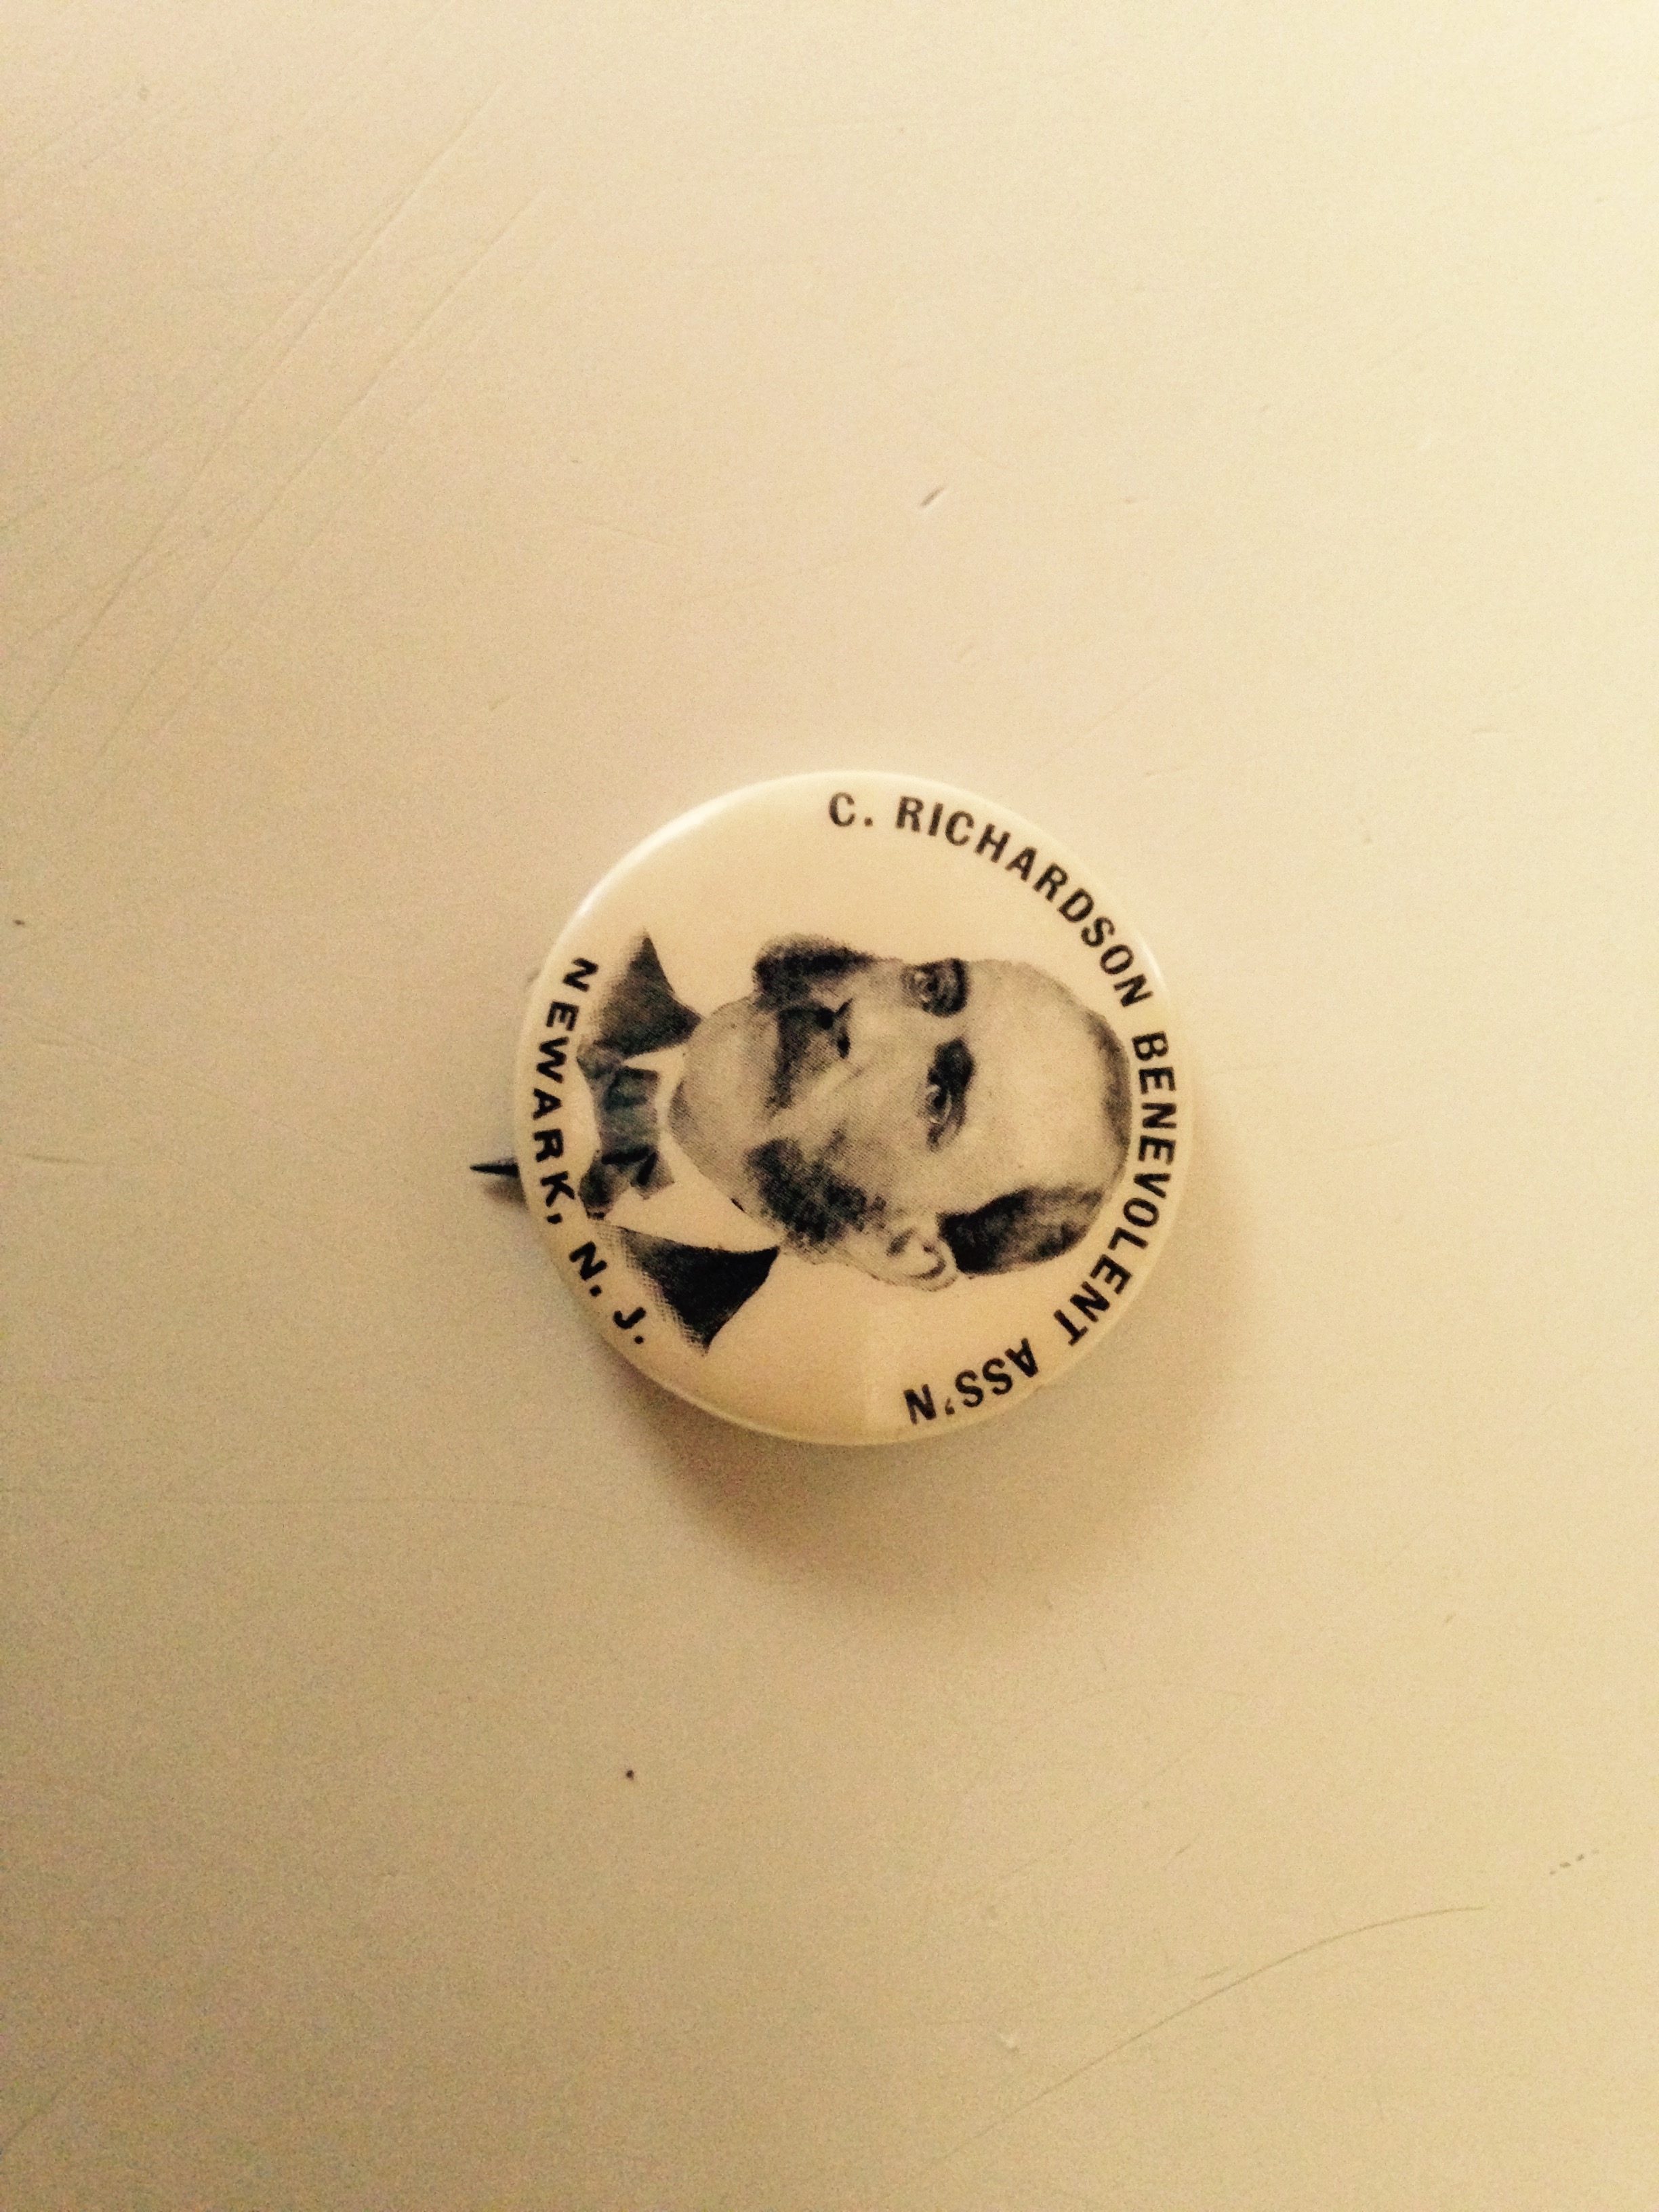 C. RICHARDSON BENEVOLENT ASS'N
NEWARK, N. J.